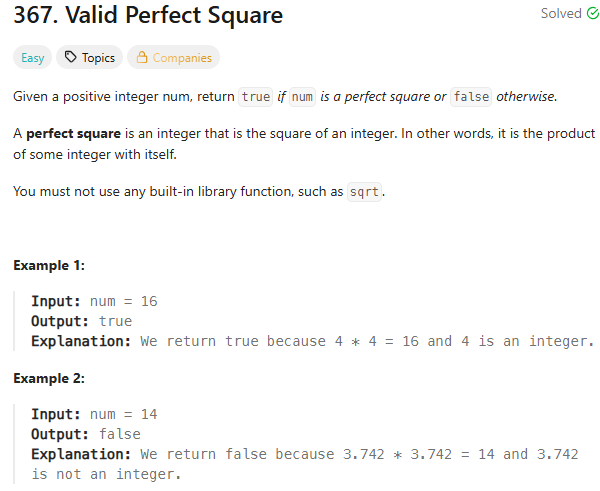 367. Valid Perfect Square
Solved
Easy Topics Companies
Given a positive integer num, return true if num is a perfect square or false otherwise.
A perfect square is an integer that is the square of an integer. In other words, it is the product
of some integer with itself.
You must not use any built-in library function, such as sqrt.
Example 1:
Input: num = 16
Output: true
Explanation: We return true because 4 * 4 = 16 and 4 is an integer.
Example 2:
Input: num = 14
Output: false
Explanation: We return false because 3.742 * 3.742 = 14 and 3.742
is not an integer.